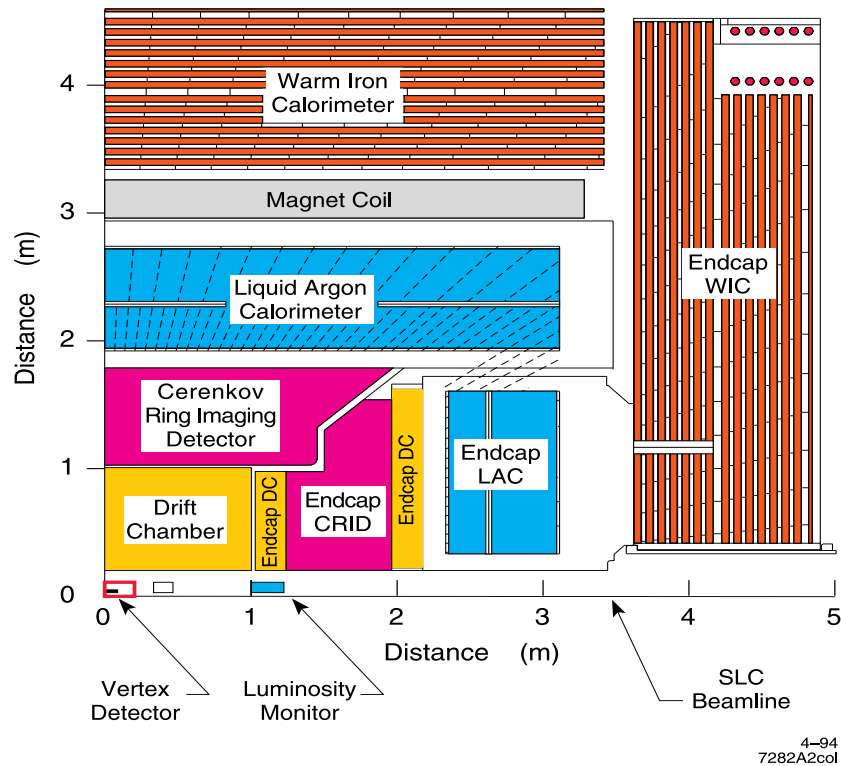 4
Warm Iron
Calorimeter
Magnet Coil
3
Distance (m)
Liquid Argon
Calorimeter
Endcap
WIC
2
Cerenkov
Ring Imaging
Detector
1
Drift
Chamber
Endcap DC
Endcap
CRID
Endcap DC
Endcap
LAC
0
0
1
2
3
4
5
Distance (m)
Vertex
Detector
Luminosity
Monitor
SLC
Beamline
4–94
7282A2col